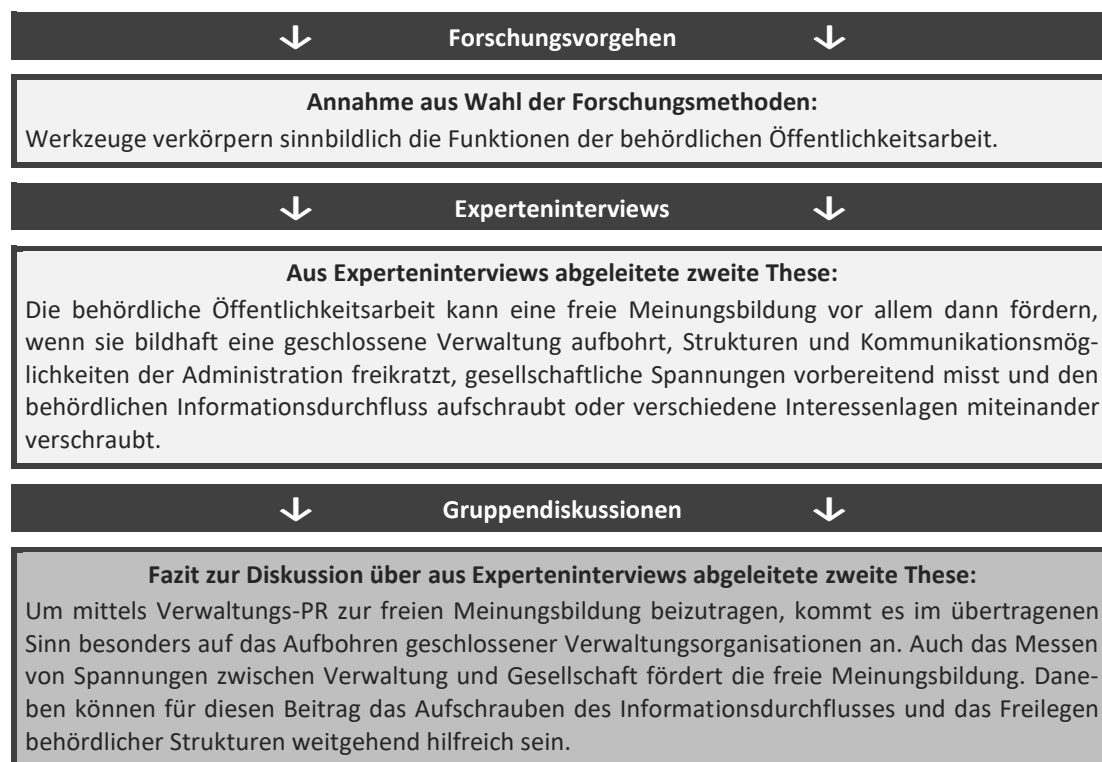 Forschungsvorgehen
Annahme aus Wahl der Forschungsmethoden:
Werkzeuge verkörpern sinnbildlich die Funktionen der behördlichen Öffentlichkeitsarbeit.
Experteninterviews
Aus Experteninterviews abgeleitete zweite These:
Die behördliche Öffentlichkeitsarbeit kann eine freie Meinungsbildung vor allem dann fördern,
wenn sie bildhaft eine geschlossene Verwaltung aufbohrt, Strukturen und Kommunikationsmög-
lichkeiten der Administration freikratzt, gesellschaftliche Spannungen vorbereitend misst und den
behördlichen Informationsdurchfluss aufschraubt oder verschiedene Interessenlagen miteinander
verschraubt.
Gruppendiskussionen
Fazit zur Diskussion über aus Experteninterviews abgeleitete zweite These:
Um mittels Verwaltungs-PR zur freien Meinungsbildung beizutragen, kommt es im übertragenen
Sinn besonders auf das Aufbohren geschlossener Verwaltungsorganisationen an. Auch das Messen
von Spannungen zwischen Verwaltung und Gesellschaft fördert die freie Meinungsbildung. Dane-
ben können für diesen Beitrag das Aufschrauben des Informationsdurchflusses und das Freilegen
behördlicher Strukturen weitgehend hilfreich sein.